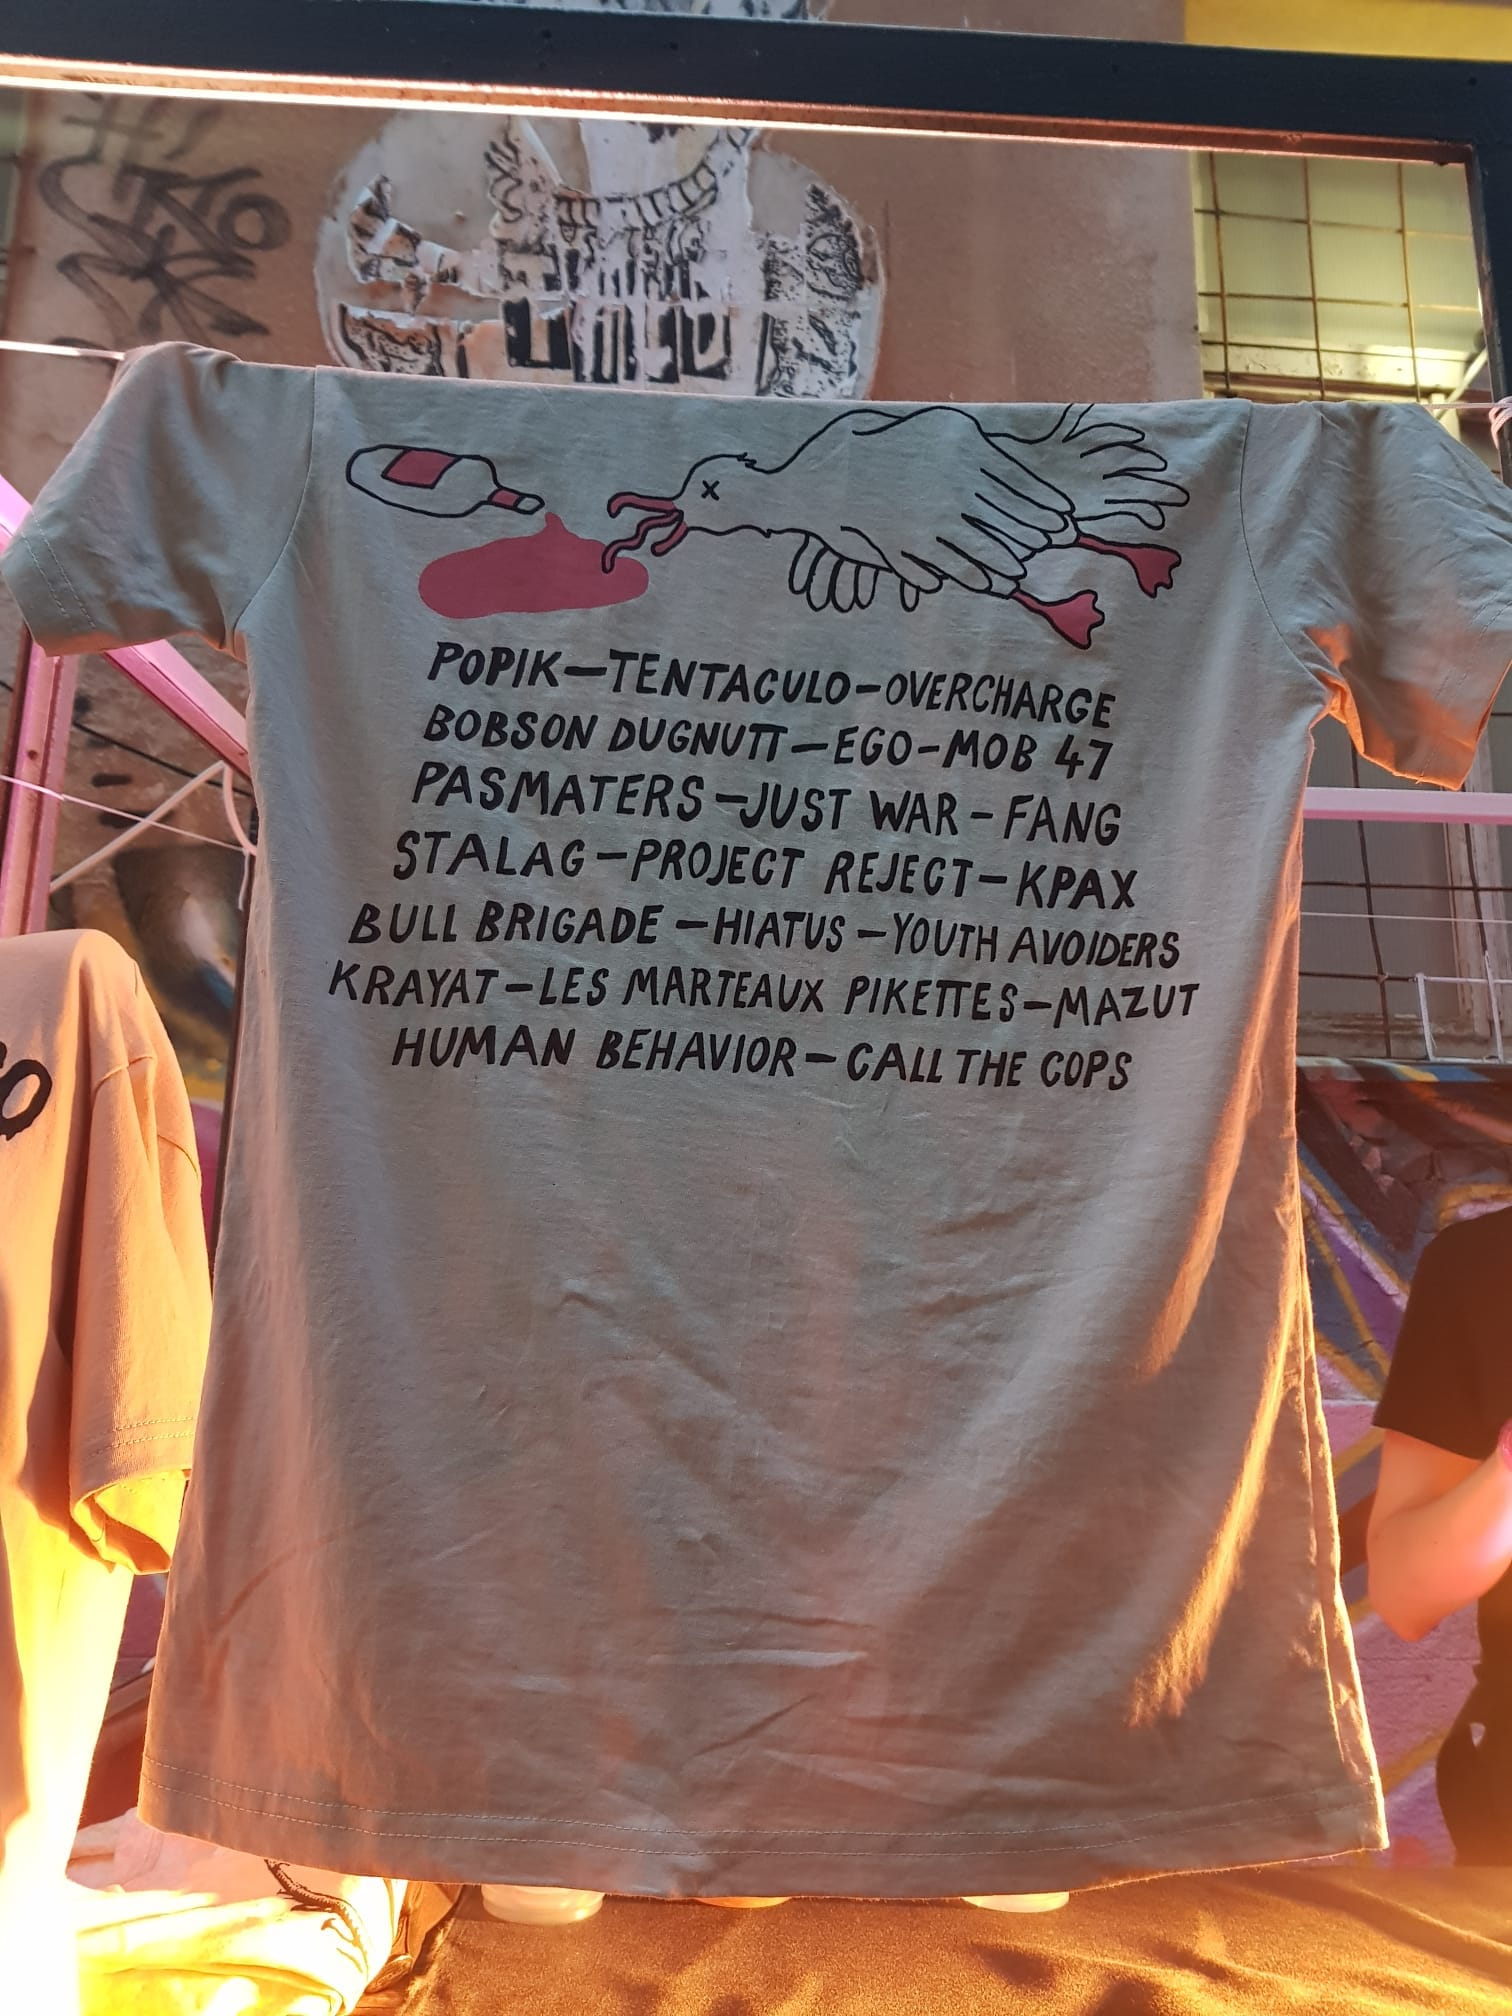 POPIK—TENTACULO—OVERCHARGE
BOBSON DUGNUTT—EGO—MOB 47
PASMATERS—JUST WAR—FANG
STALAG—PROJECT REJECT—KPAX
BULL BRIGADE—HIATUS—YOUTH AVOIDERS
KRAYAT—LES MARTEAUX PIKETTES—MAZUT
HUMAN BEHAVIOR—CALL THE COPS